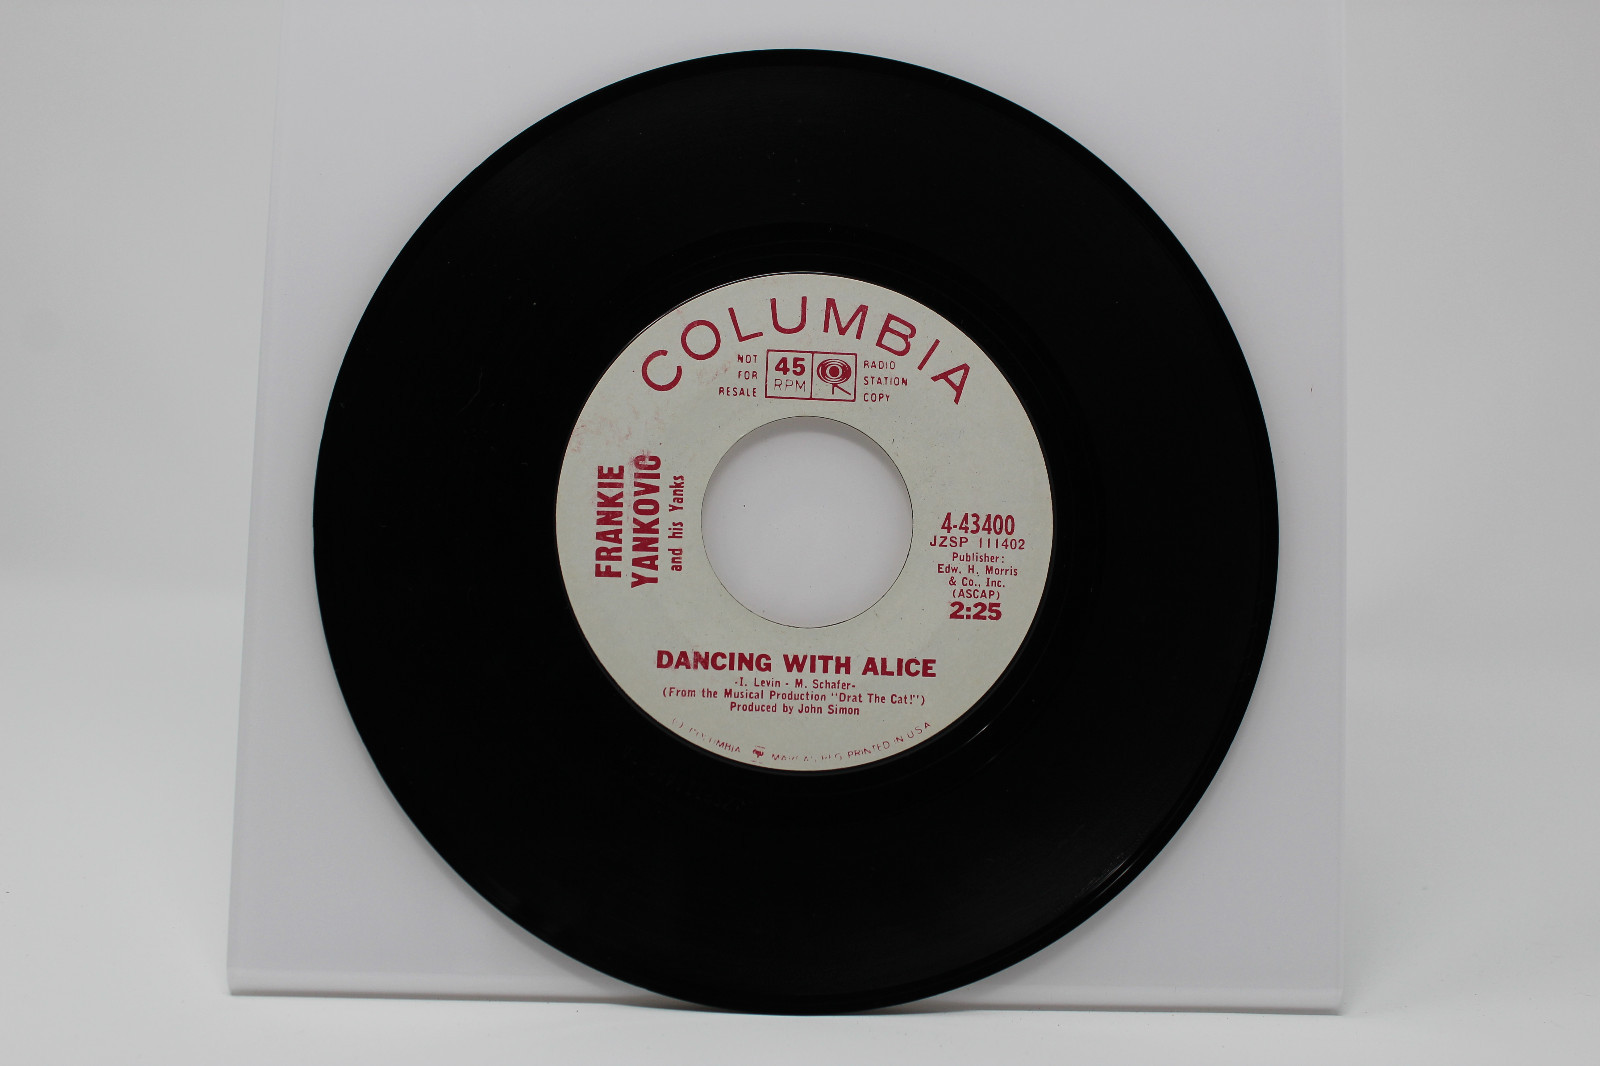 COLUMBIA
NOT
FOR
RESALE
45
RPM
RADIO
STATION
COPY
FRANKIE
YANKOVIC
and his Yanks
4-43400
JZSP 111402
Publisher:
Edw. H. Morris
& Co., Inc.
(ASCAP)
2:25
DANCING WITH ALICE
-I. Levin - M. Schafer-
(From the Musical Production "Drat The Cat!")
Produced by John Simon
PRINTED IN U S A